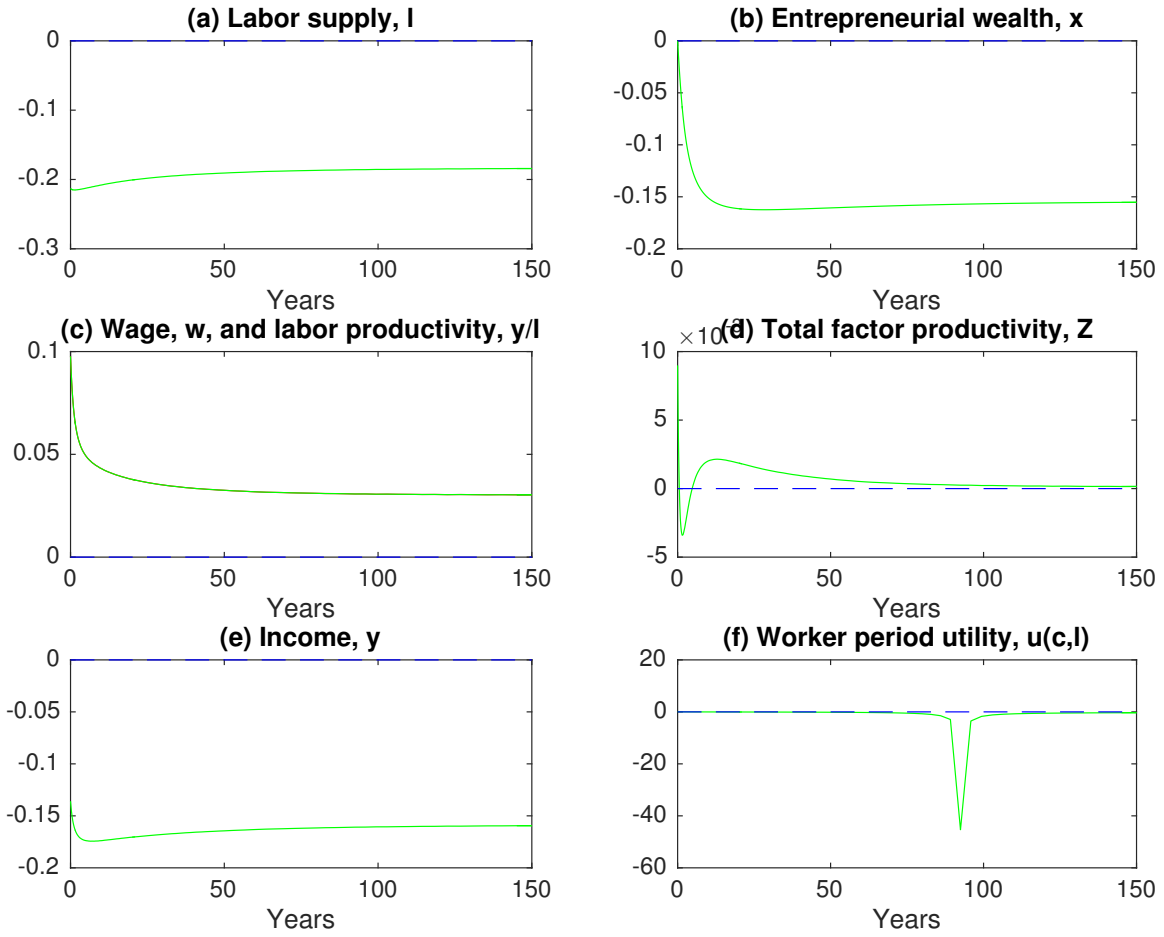 (a) Labor supply, l
0
-0.1
-0.2
-0.3
0 50 100 150
Years
(b) Entrepreneurial wealth, x
0
-0.05
-0.1
-0.15
-0.2
0 50 100 150
Years
(c) Wage, w, and labor productivity, y/l
0.1
0.05
0
0 50 100 150
Years
×10
(d) Total factor productivity, Z
10
5
0
-5
0 50 100 150
Years
(e) Income, y
0
-0.05
-0.1
-0.15
-0.2
0 50 100 150
Years
(f) Worker period utility, u(c,l)
20
0
-20
-40
-60
0 50 100 150
Years